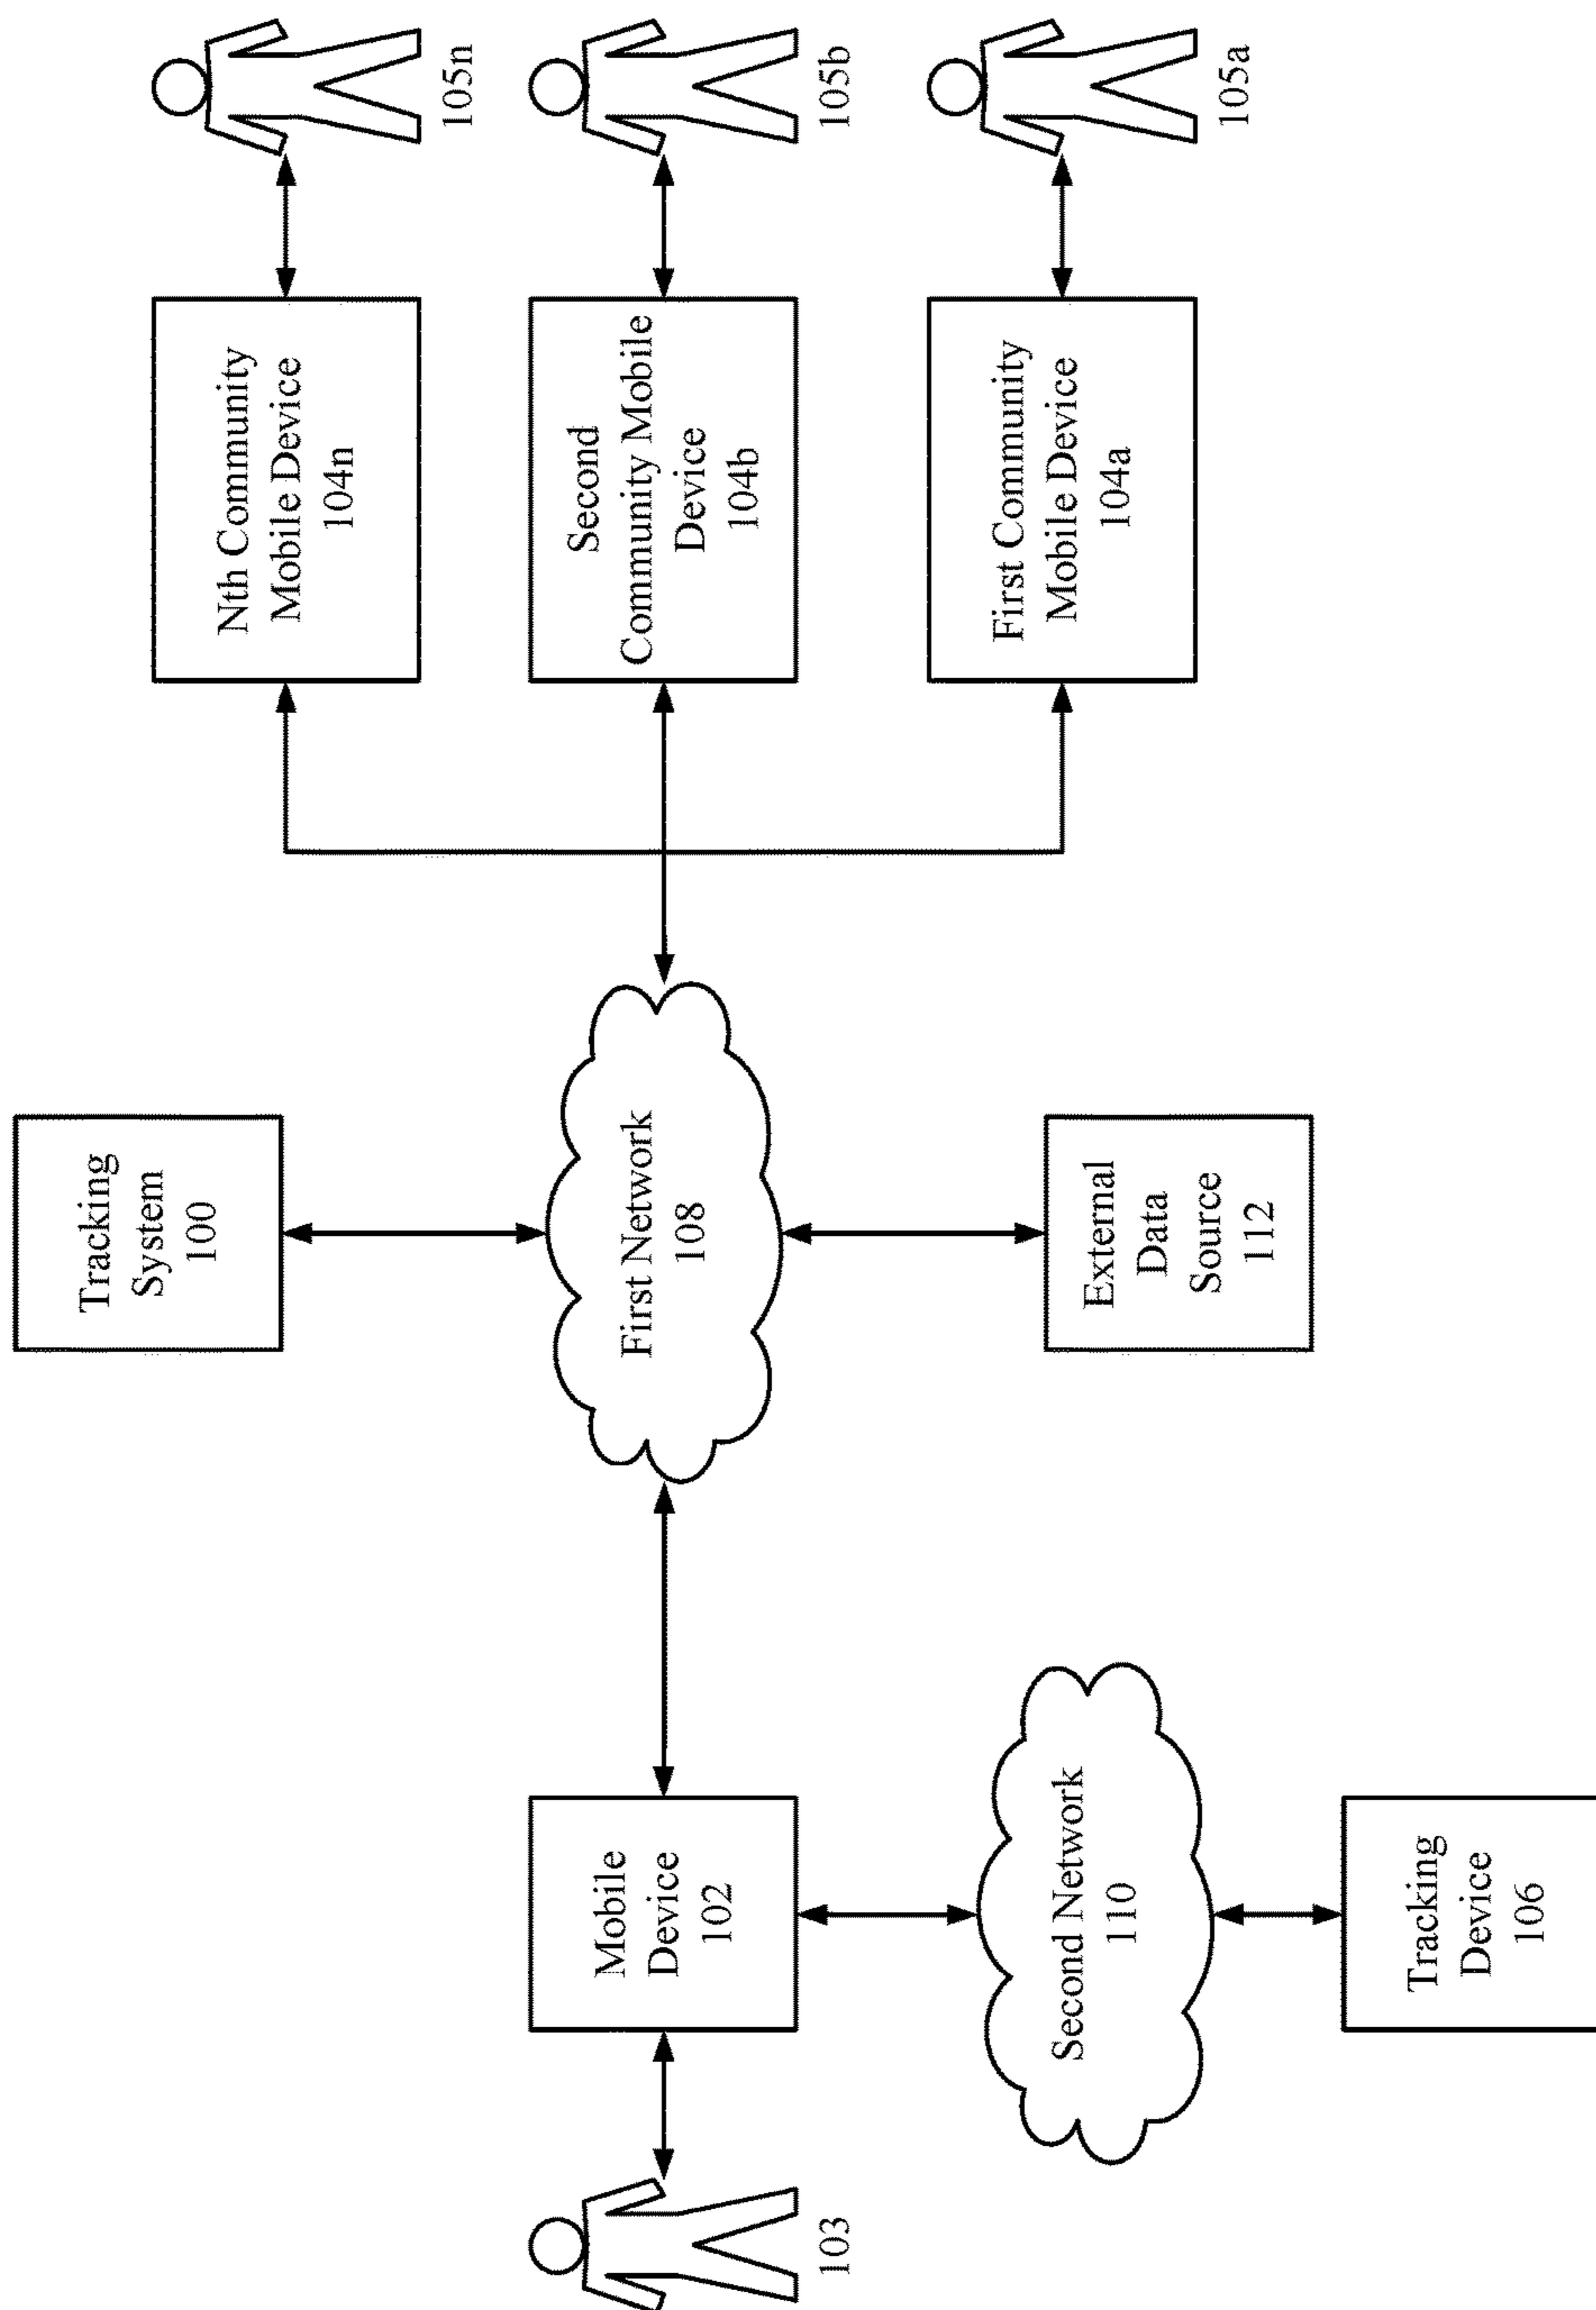 Tracking
System
100
Nth Community
Mobile Device
104n
105n
103
Mobile
Device
102
First Network
108
Second
Community Mobile
Device
104b
105b
Second Network
110
External
Data
Source
112
First Community
Mobile Device
104a
105a
Tracking
Device
106